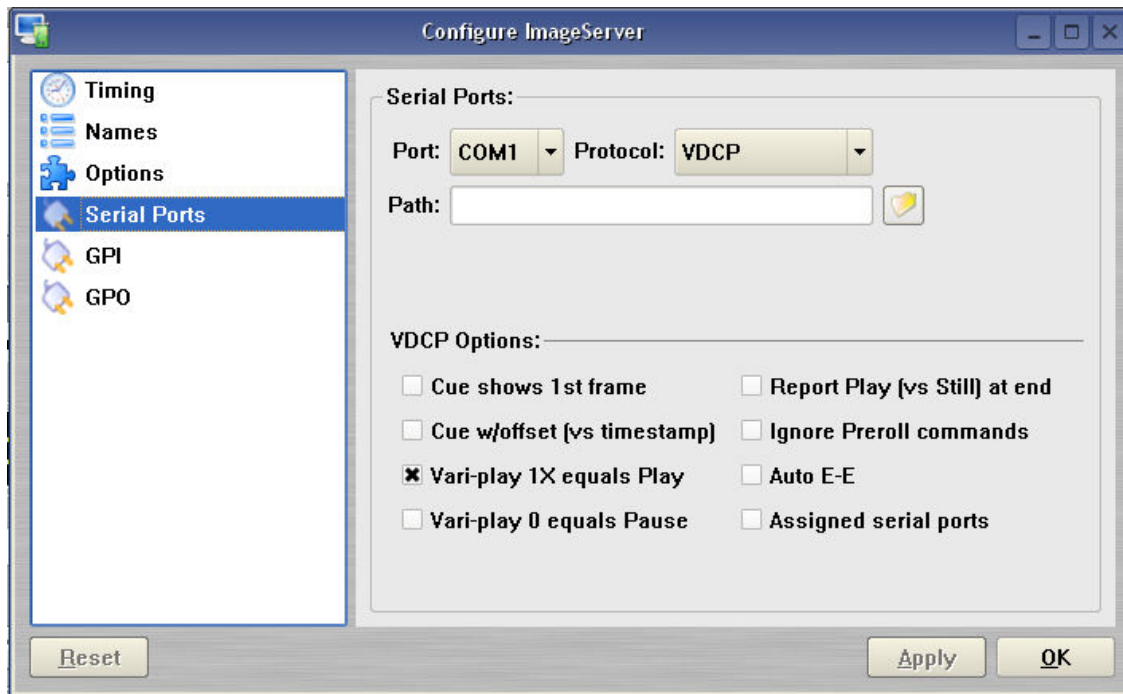 Configure ImageServer
Timing
Names
Options
Serial Ports
GPI
GPO
Serial Ports:
Port: COM1 Protocol: VDCP
Path:
VDCP Options:
Cue shows 1st frame
Report Play (vs Still) at end
Cue w/offset (vs timestamp)
Ignore Preroll commands
Vari-play 1X equals Play
Auto E-E
Vari-play 0 equals Pause
Assigned serial ports
Reset
Apply
OK